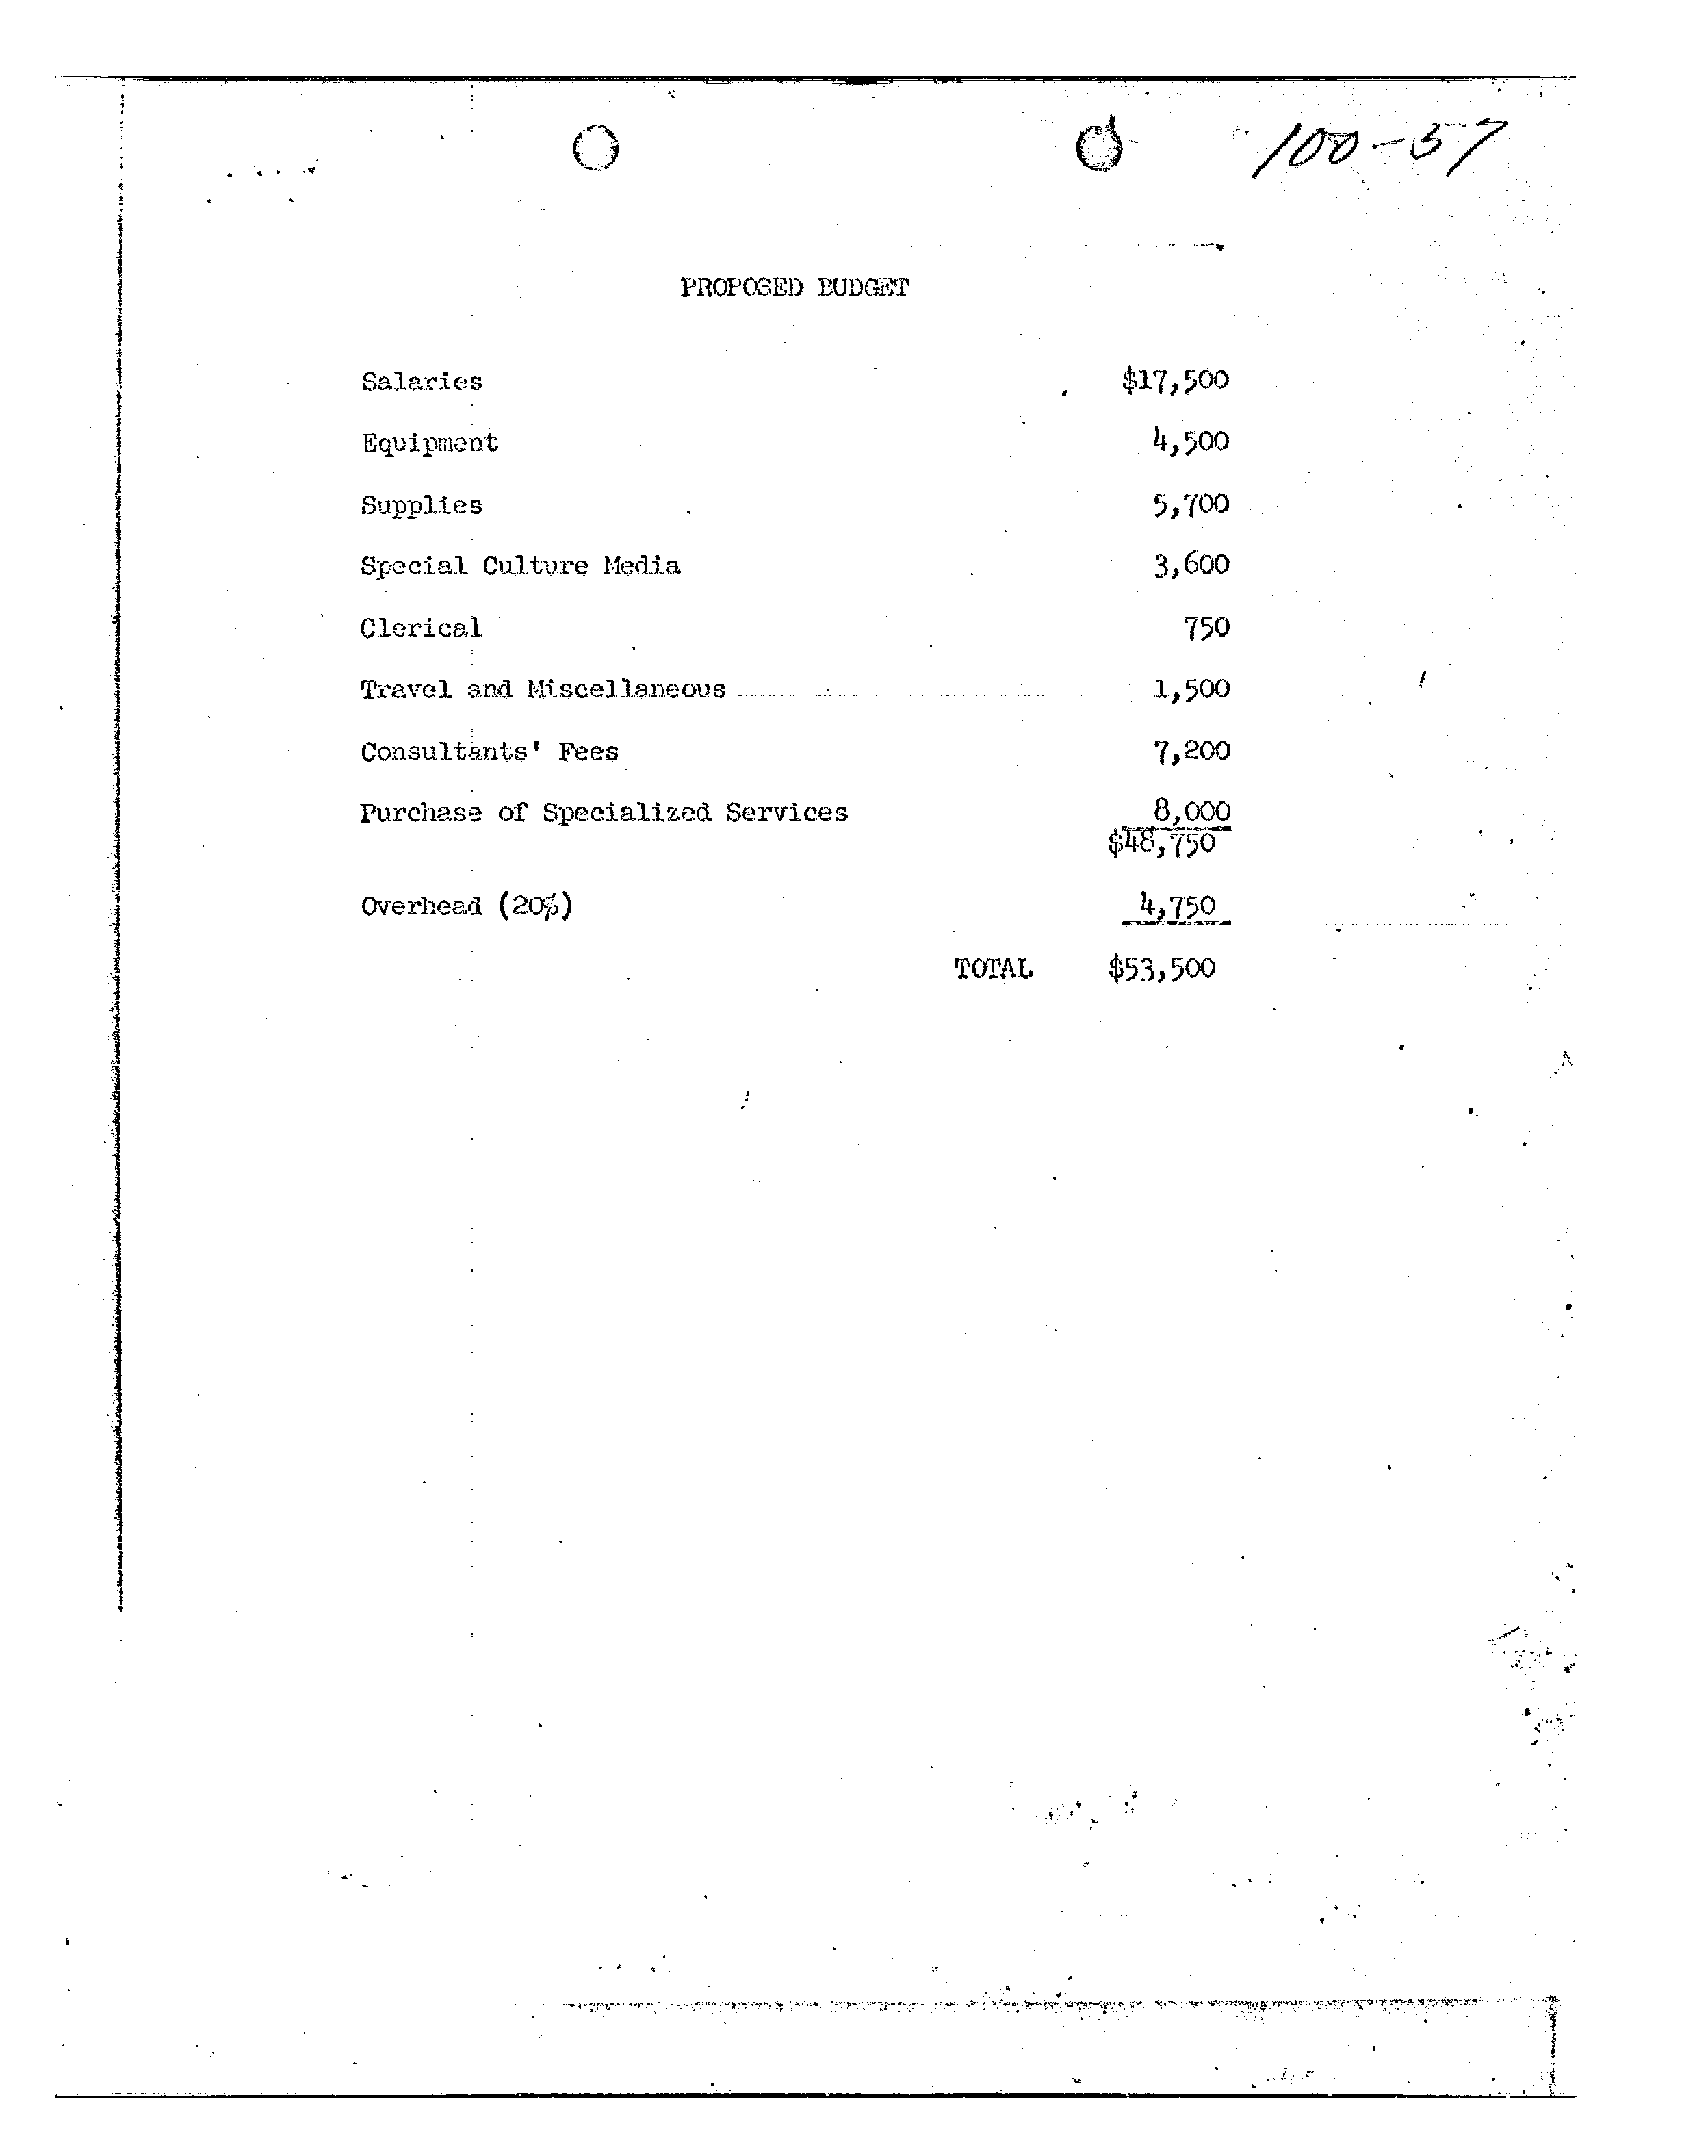 100-57
PROPOSED BUDGET
Salaries $17,500
Equipment 4,500
Supplies 5,700
Special Culture Media 3,600
Clerical 750
Travel and Miscellaneous 1,500
Consultants' Fees 7,200
Purchase of Specialized Services 8,000
$48,750
Overhead (20%) 4,750
TOTAL $53,500